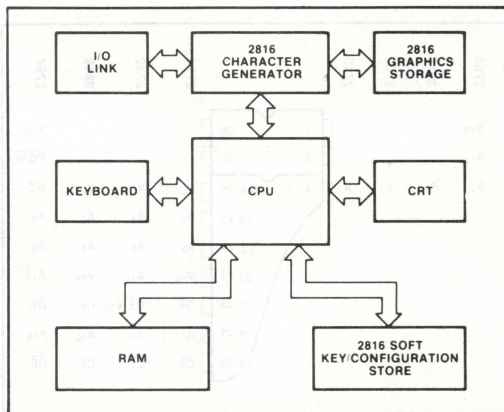 I/O
LINK
2816
CHARACTER
GENERATOR
2816
GRAPHICS
STORAGE
KEYBOARD
CPU
CRT
RAM
2816 SOFT
KEY/CONFIGURATION
STORE